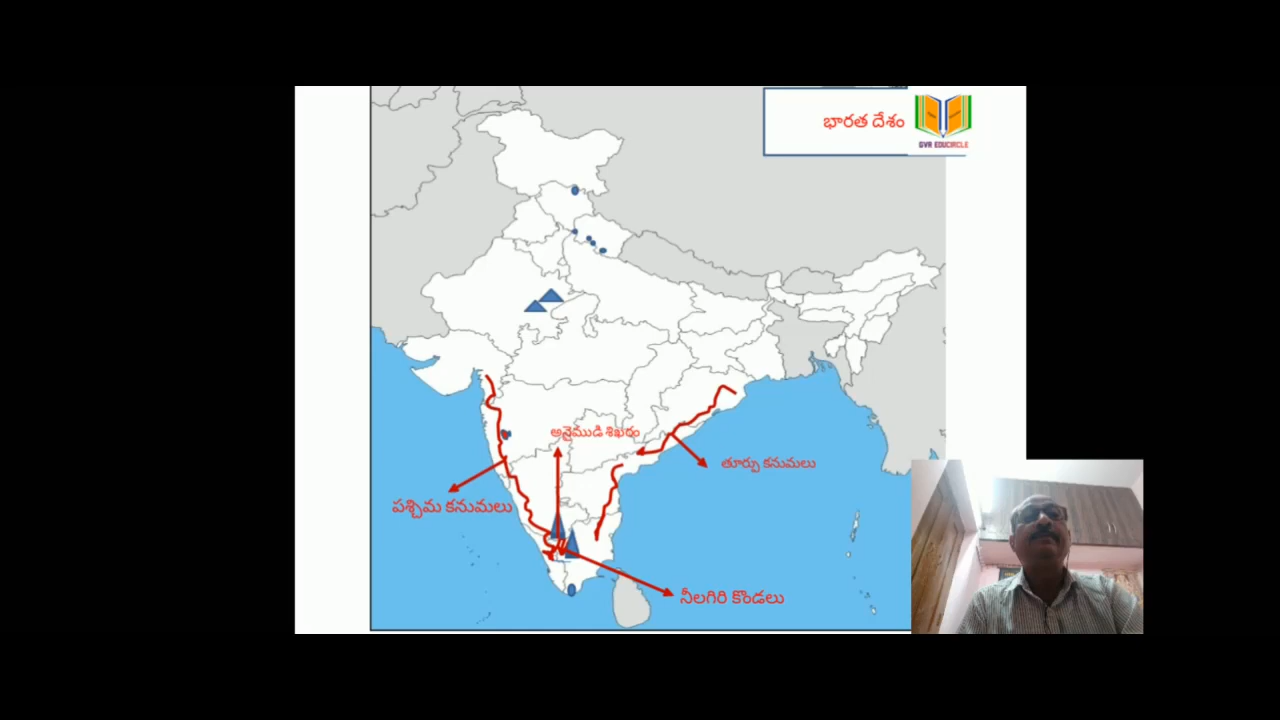 భారత దేశం
GVR EDUCIRCLE
అనైముడి శిఖరం
తూర్పు కనుమలు
పశ్చిమ కనుమలు
నీలగిరి కొండలు